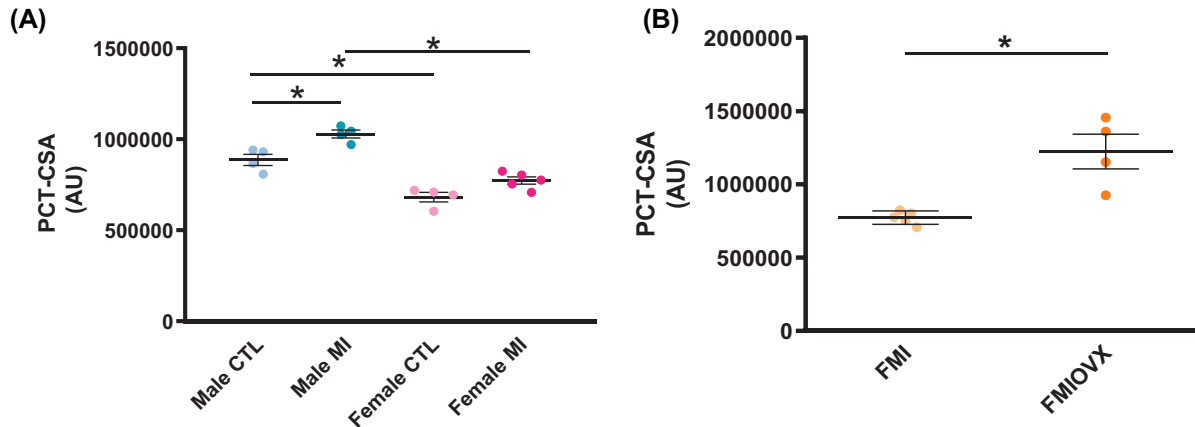 (A)
PCT-CSA
(AU)
1500000
1000000
500000
0
*
*
*
Male CTL
Male MI
Female CTL
Female MI
(B)
PCT-CSA
(AU)
2000000
1500000
1000000
500000
0
*
FMI
FMIOVX